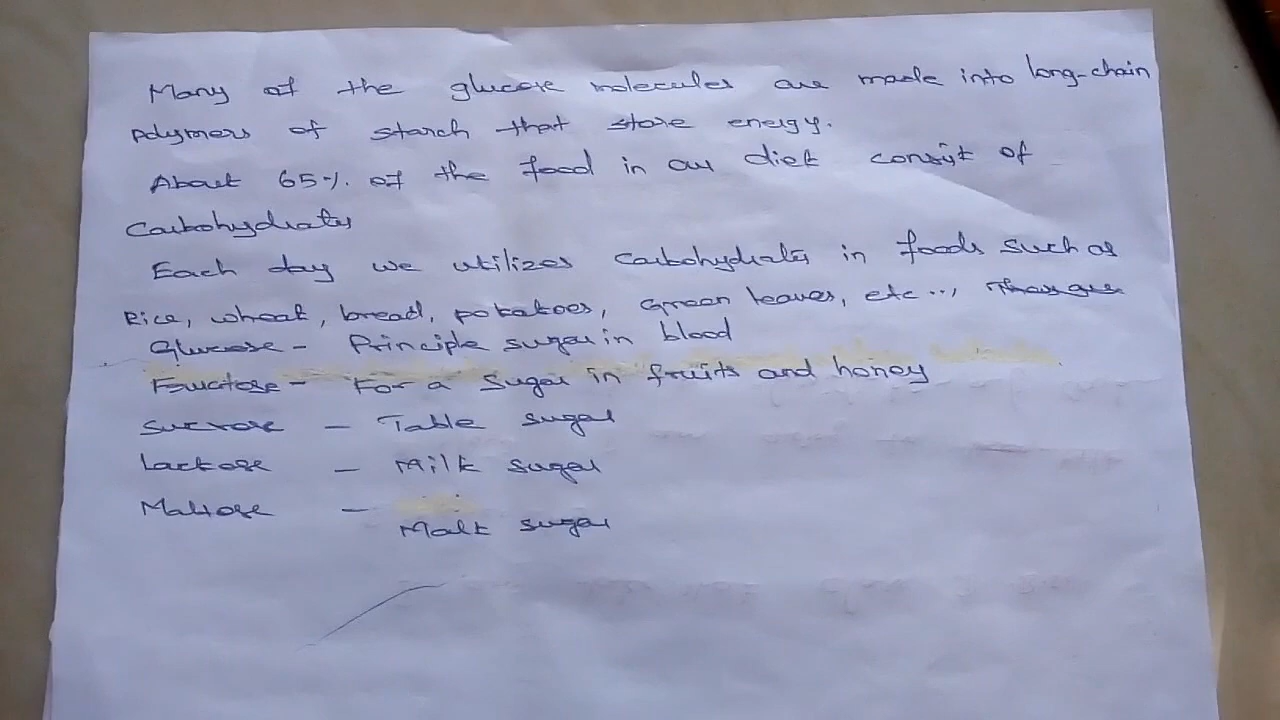 Many of the glucose molecules are made into long-chain
polymers of starch that store energy.
About 65% of the food in our diet consist of
Carbohydrates
Each day we utilizes carbohydrates in foods such as
Rice, wheat, bread, potatoes, Green leaves, etc..,
Glucose - Principle sugar in blood
Fructose - For a sugar in fruits and honey
Sucrose - Table sugar
Lactose - Milk sugar
Maltose -
Malt sugar